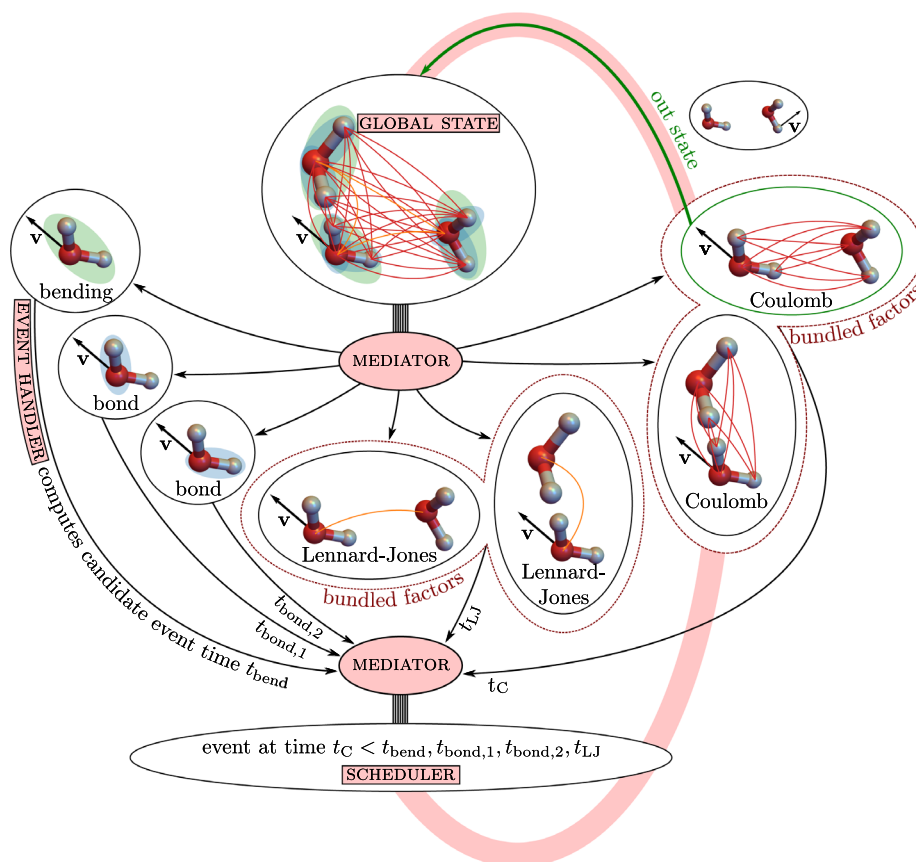 GLOBAL STATE
out state
v
v
v
bending
v
Coulomb
bundled factors
MEDIATOR
EVENT HANDLER computes candidate event time t_bend
v
bond
v
bond
v
Lennard-Jones
bundled factors
v
Lennard-
Jones
v
Coulomb
t_bond,2
t_bond,1
t_LJ
t_C
MEDIATOR
event at time t_C < t_bend, t_bond,1, t_bond,2, t_LJ
SCHEDULER